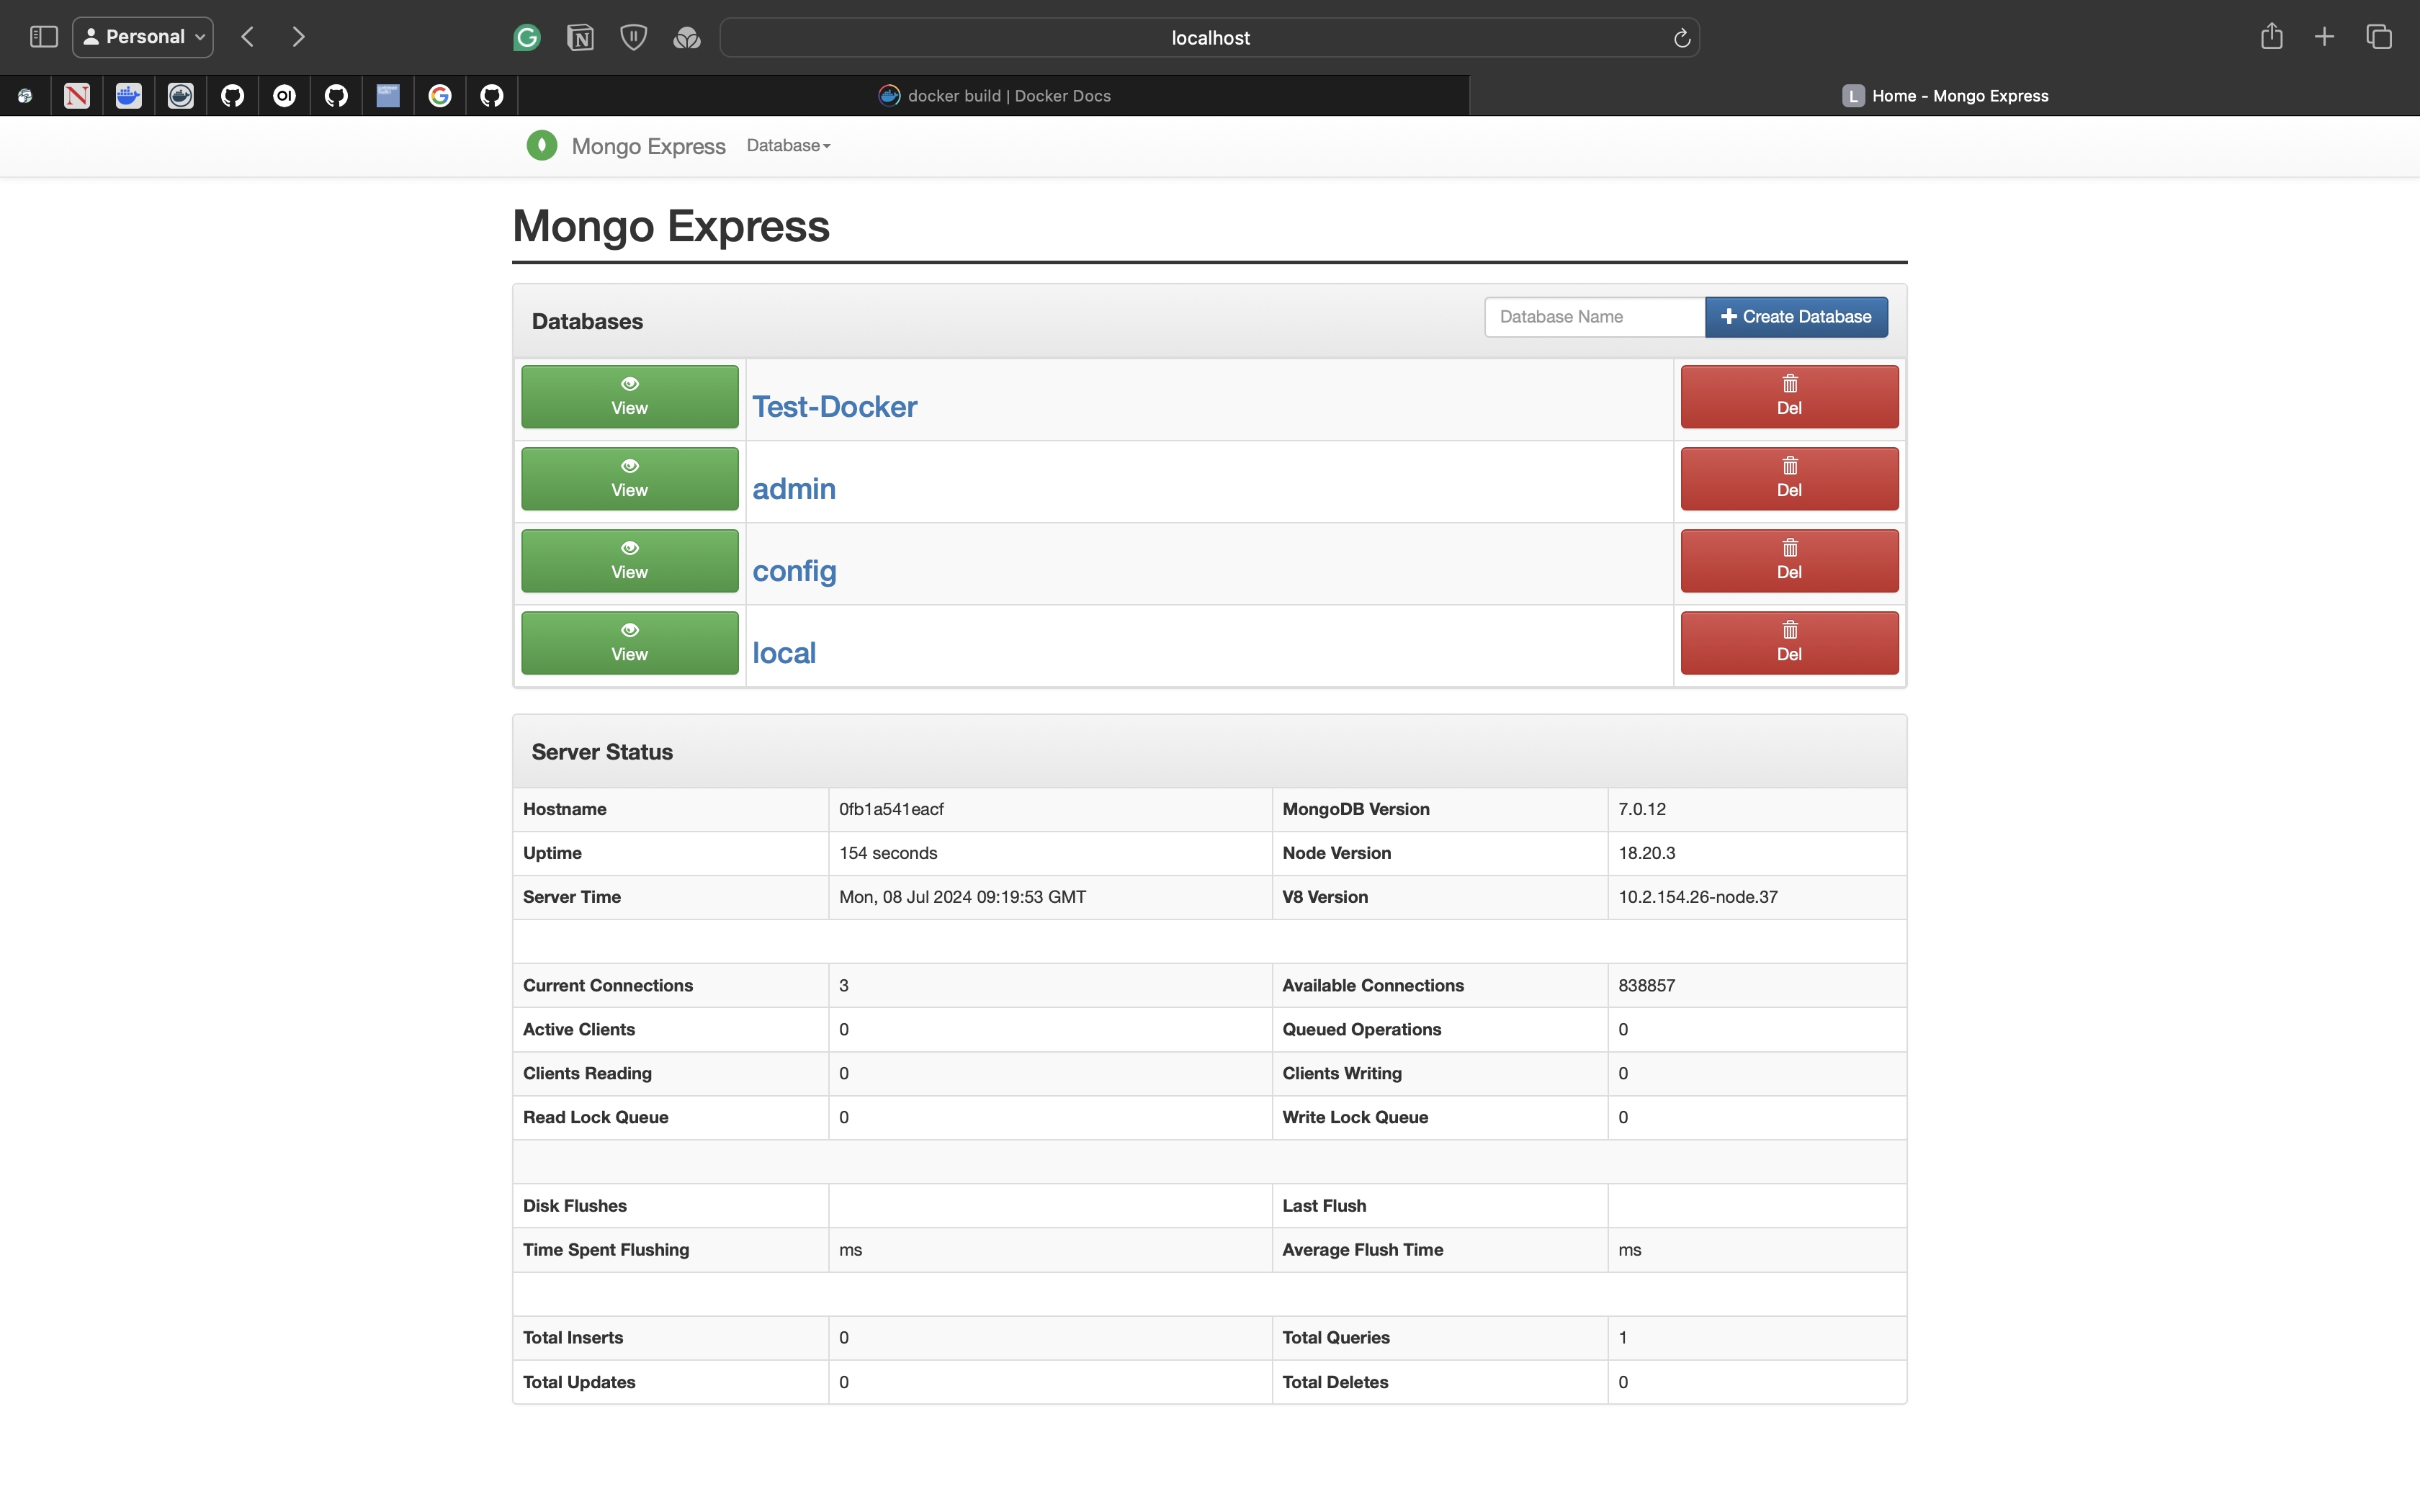 Personal
localhost
docker build | Docker Docs
L Home - Mongo Express
Mongo Express Database
Mongo Express
Databases
Database Name
Create Database
View Test-Docker Del
View admin Del
View config Del
View local Del
Server Status
Hostname 0fb1a541eacf MongoDB Version 7.0.12
Uptime 154 seconds Node Version 18.20.3
Server Time Mon, 08 Jul 2024 09:19:53 GMT V8 Version 10.2.154.26-node.37
Current Connections 3 Available Connections 838857
Active Clients 0 Queued Operations 0
Clients Reading 0 Clients Writing 0
Read Lock Queue 0 Write Lock Queue 0
Disk Flushes Last Flush
Time Spent Flushing ms Average Flush Time ms
Total Inserts 0 Total Queries 1
Total Updates 0 Total Deletes 0